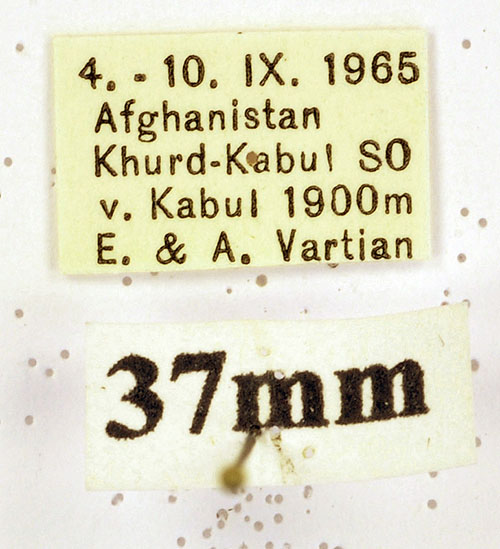 4. - 10. IX. 1965
Afghanistan
Khurd-Kabul SO
v. Kabul 1900m
E. & A. Vartian
37mm